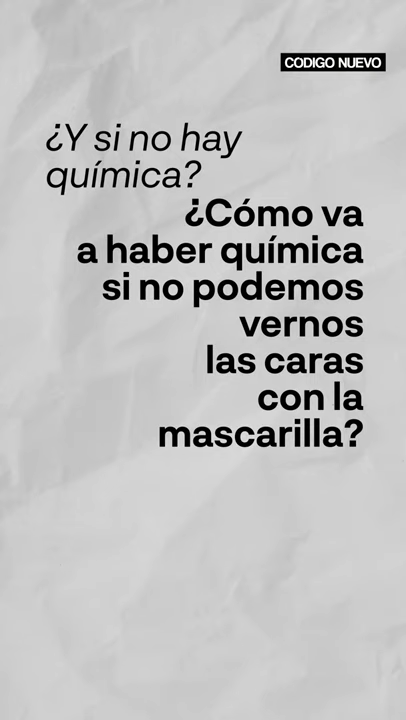 CODIGO NUEVO
¿Y si no hay
química?
¿Cómo va
a haber química
si no podemos
vernos
las caras
con la
mascarilla?